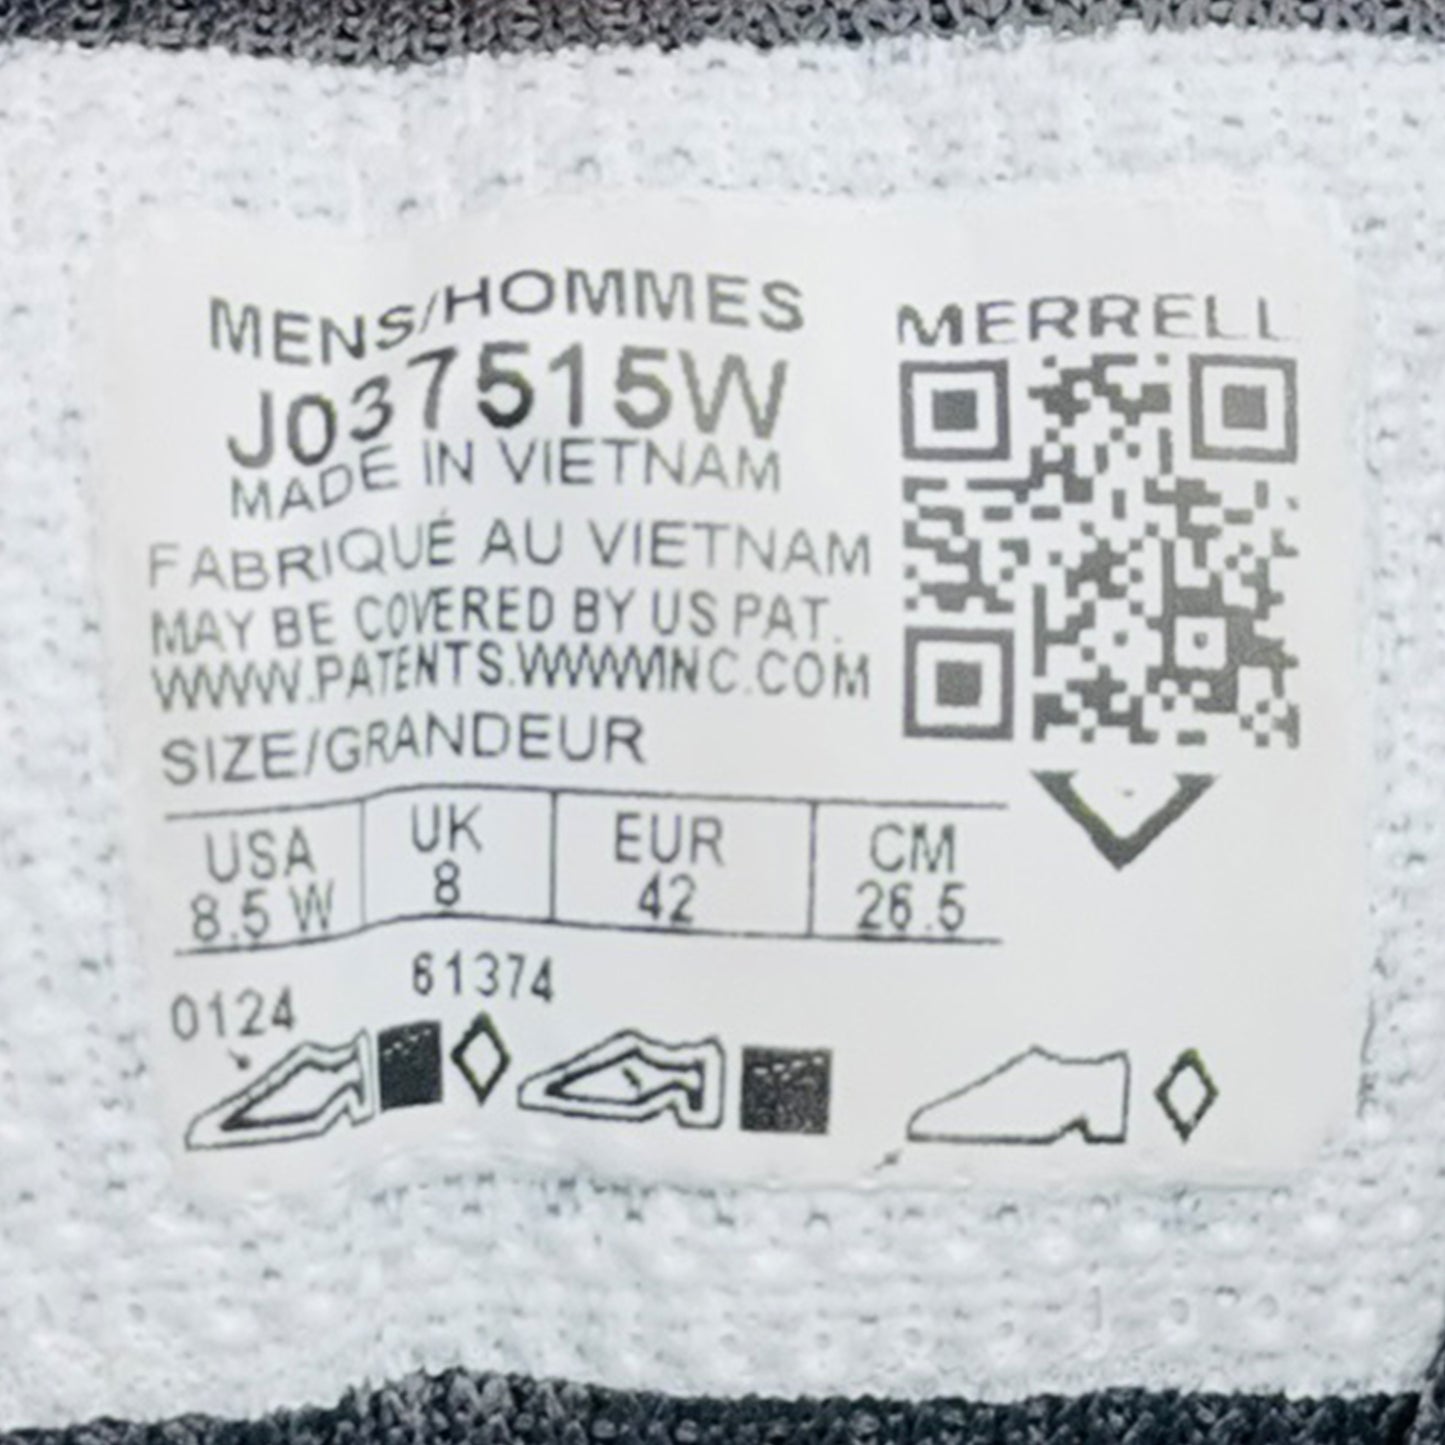 MENS/HOMMES
J037515W
MADE IN VIETNAM
FABRIQUÉ AU VIETNAM
MAY BE COVERED BY US PAT.
WWW.PATENTS.WWWINC.COM
MERRELL
SIZE/GRANDEUR
USA UK EUR CM
8.5 W 8 42 26.5
0124 61374